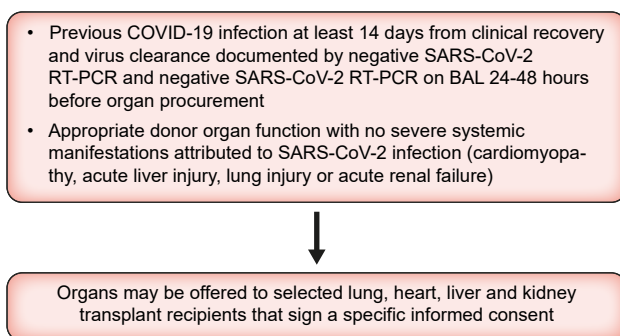 • Previous COVID-19 infection at least 14 days from clinical recovery
and virus clearance documented by negative SARS-CoV-2
RT-PCR and negative SARS-CoV-2 RT-PCR on BAL 24-48 hours
before organ procurement
• Appropriate donor organ function with no severe systemic
manifestations attributed to SARS-CoV-2 infection (cardiomyopa-
thy, acute liver injury, lung injury or acute renal failure)
Organs may be offered to selected lung, heart, liver and kidney
transplant recipients that sign a specific informed consent